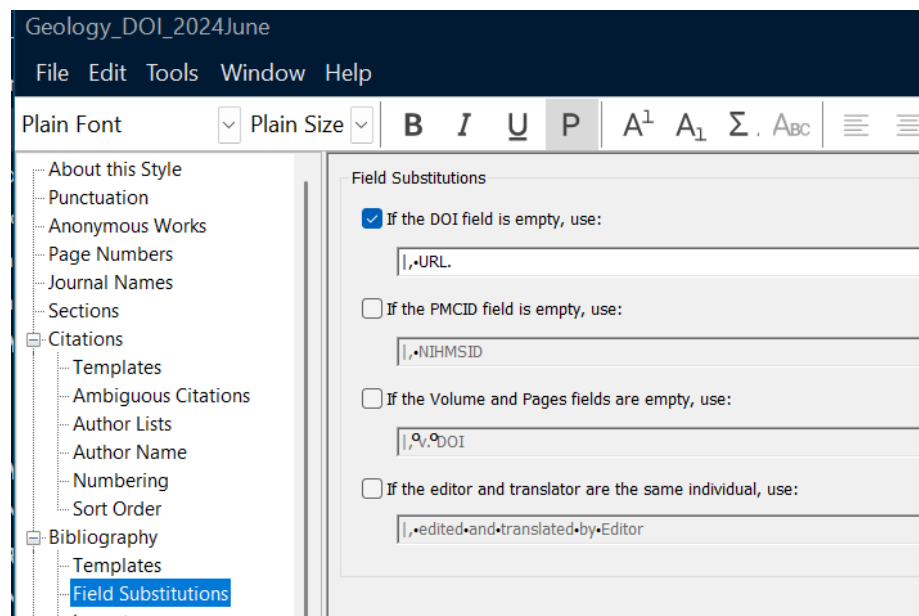 Geology_DOI_2024June
File Edit Tools Window Help
Plain Font Plain Size B I U P A1 A1 Σ ABC
About this Style
Punctuation
Anonymous Works
Page Numbers
Journal Names
Sections
Citations
Templates
Ambiguous Citations
Author Lists
Author Name
Numbering
Sort Order
Bibliography
Templates
Field Substitutions
Field Substitutions
If the DOI field is empty, use:
|,•URL.
If the PMCID field is empty, use:
|,•NIHMSID
If the Volume and Pages fields are empty, use:
|,ºv.ºDOI
If the editor and translator are the same individual, use:
|,•edited•and•translated•by•Editor